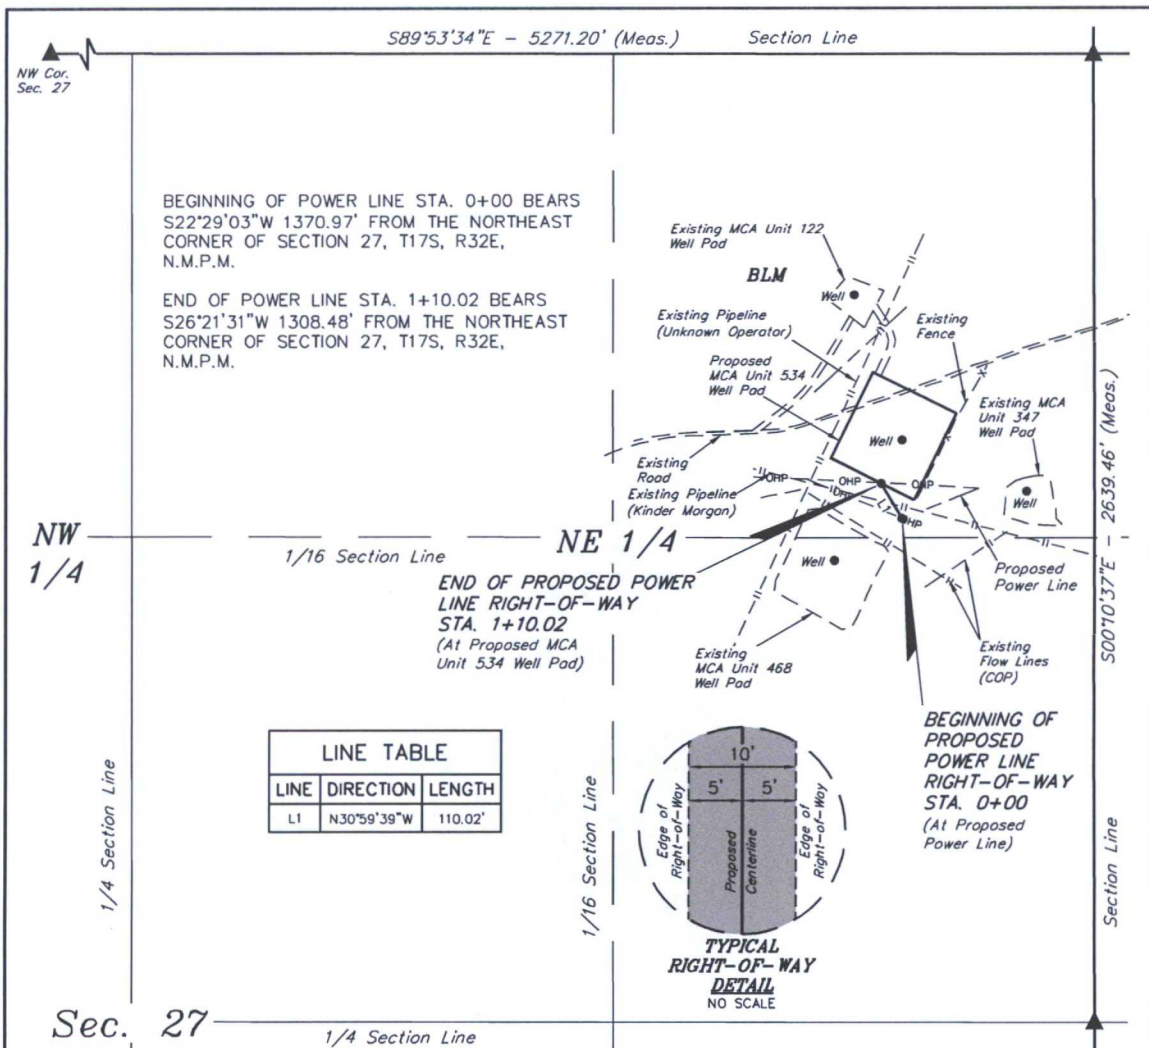 S89°53'34"E - 5271.20' (Meas.)
Section Line
NW Cor.
Sec. 27
BEGINNING OF POWER LINE STA. 0+00 BEARS
S22°29'03"W 1370.97' FROM THE NORTHEAST
CORNER OF SECTION 27, T17S, R32E,
N.M.P.M.
END OF POWER LINE STA. 1+10.02 BEARS
S26°21'31"W 1308.48' FROM THE NORTHEAST
CORNER OF SECTION 27, T17S, R32E,
N.M.P.M.
Existing MCA Unit 122
Well Pad
BLM
Well
Existing Pipeline
(Unknown Operator)
Existing
Fence
Proposed
MCA Unit 534
Well Pad
Existing MCA
Unit 347
Well Pad
Well
Existing
Road
OHP
OHP
OHP
OHP
Existing Pipeline
(Kinder Morgan)
Well
S00°10'37"E - 2639.46' (Meas.)
NW
1/4
1/16 Section Line
NE 1/4
Well
Proposed
Power Line
END OF PROPOSED POWER
LINE RIGHT-OF-WAY
STA. 1+10.02
(At Proposed MCA
Unit 534 Well Pad)
Existing
MCA Unit 468
Well Pad
Existing
Flow Lines
(COP)
BEGINNING OF
PROPOSED
POWER LINE
RIGHT-OF-WAY
STA. 0+00
(At Proposed
Power Line)
LINE TABLE
LINE DIRECTION LENGTH
L1 N30°59'39"W 110.02'
10'
5' 5'
Edge of
Right-of-Way
Proposed
Centerline
Edge of
Right-of-Way
TYPICAL
RIGHT-OF-WAY
DETAIL
NO SCALE
1/4 Section Line
1/16 Section Line
Section Line
Sec. 27
1/4 Section Line